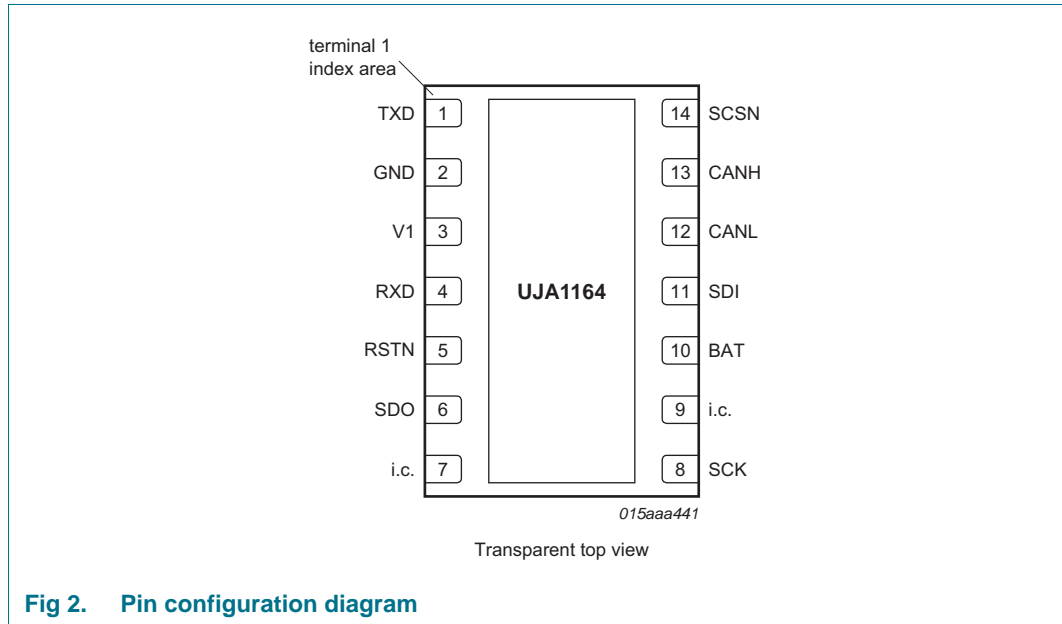 terminal 1
index area
TXD 1
14 SCSN
GND 2
13 CANH
V1 3
12 CANL
RXD 4
UJA1164
11 SDI
RSTN 5
10 BAT
SDO 6
9 i.c.
i.c. 7
8 SCK
015aaa441
Transparent top view
Fig 2. Pin configuration diagram